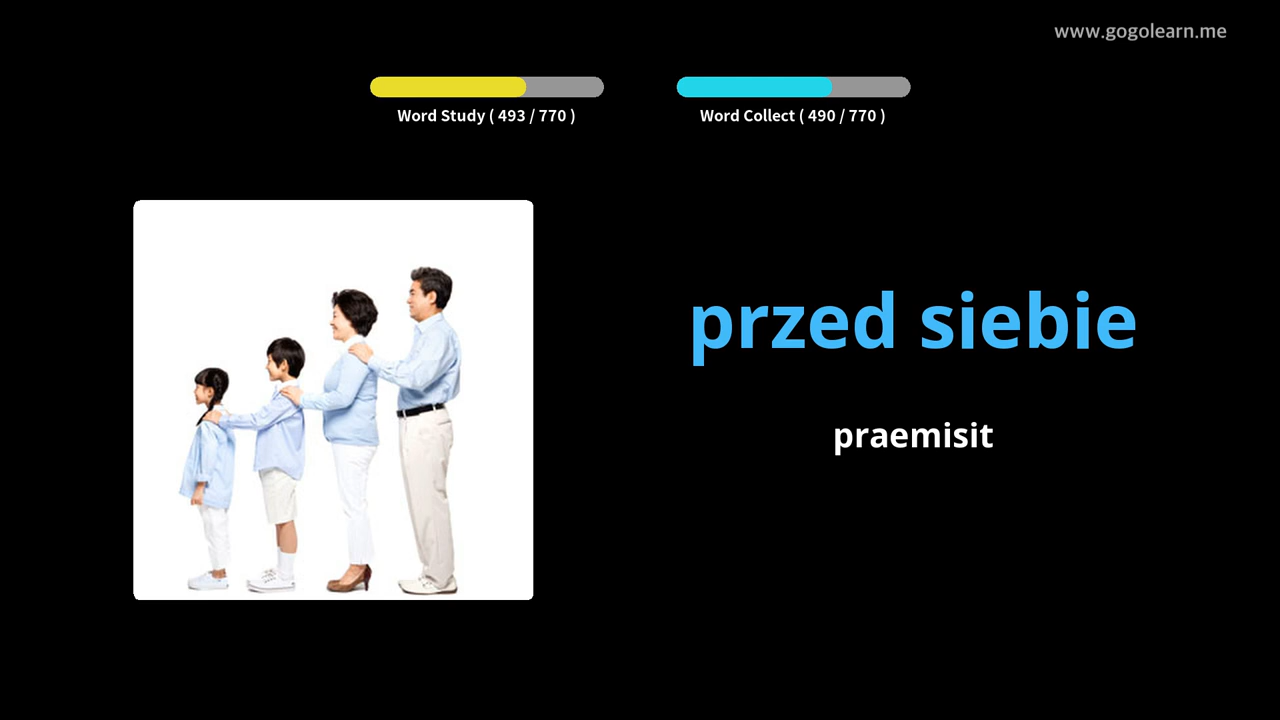 www.gogolearn.me
Word Study ( 493 / 770 )
Word Collect ( 490 / 770 )
przed siebie
praemisit